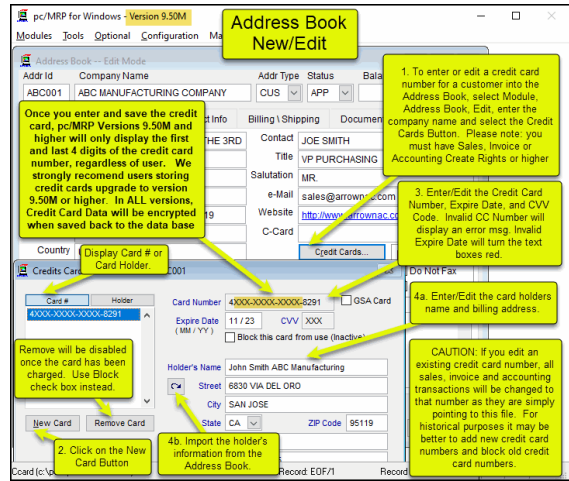 pc/MRP for Windows - Version 9.50M
Address Book
New/Edit
Modules Tools Optional Configuration Ma
Address Book -- Edit Mode
Addr Id Company Name Addr Type Status Bala
ABC001 ABC MANUFACTURING COMPANY CUS APP
1. To enter or edit a credit card
number for a customer into the
Address Book, select Module,
Address Book, Edit, enter the
company name and select the Credit
Cards Button. Please note: you
must have Sales, Invoice or
Accounting Create Rights or higher
Once you enter and save the credit
card, pc/MRP Versions 9.50M and
higher will only display the first
and last 4 digits of the credit card
number, regardless of user. We
strongly recomend users storing
credit cards upgrade to version
9.50M or higher. In ALL versions,
Credit Card Data will be encrypted
when saved back to the data base
t Info Billing \ Shipping Documen
THE 3RD
Contact JOE SMITH
Title VP PURCHASING
Salutation MR.
e-Mail sales@arrownac.com
19
Website http://www.arrownac.co
C-Card
Credit Cards...
Country
3. Enter/Edit the Credit Card
Number, Expire Date, and CVV
Code. Invalid CC Number will
display an error msg. Invalid
Expire Date will turn the text
boxes red.
Display Card # or
Card Holder.
Credits Ca C001
Do Not Fax
Card # Holder
4XXX-XXXX-XXXX-8291
Card Number 4XXX-XXXX-XXXX-8291 GSA Card
Expire Date 11 / 23 CVV XXX
( MM / YY )
Block this card from use (Inactive)
4a. Enter/Edit the card holders
name and billing address.
Remove will be disabled
once the card has been
charged. Use Block
check box instead.
Holder's Name John Smith ABC Manufacturing
Street 6830 VIA DEL ORO
City SAN JOSE
State CA ZIP Code 95119
New Card Remove Card
CAUTION: If you edit an
existing credit card number, all
sales, invoice and accounting
transactions will be changed to
that number as they are simply
pointing to this file. For
historical purposes it may be
better to add new credit card
numbers and block old credit
card numbers.
2. Click on the New
Card Button
4b. Import the holder's
information from the
Address Book.
Ccard (c:\p Record: EOF/1 Record